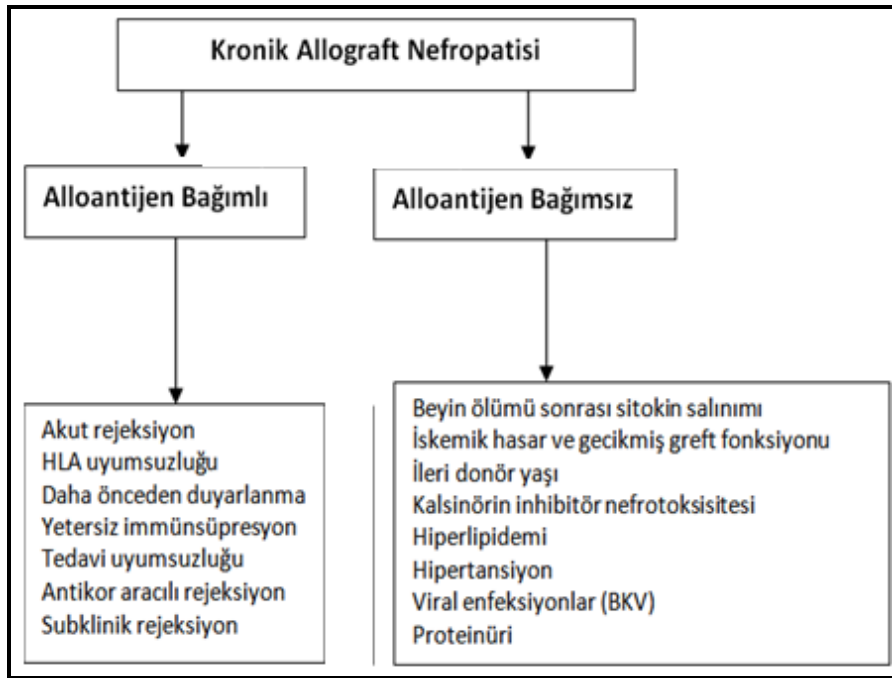 Kronik Allograft Nefropatisi
Alloantijen Bağımlı
Alloantijen Bağımsız
Akut rejeksiyon
HLA uyumsuzluğu
Daha önceden duyarlanma
Yetersiz immünsüpresyon
Tedavi uyumsuzluğu
Antikor aracılı rejeksiyon
Subklinik rejeksiyon
Beyin ölümü sonrası sitokin salınımı
İskemik hasar ve gecikmiş greft fonksiyonu
İleri donör yaşı
Kalsinörin inhibitör nefrotoksisitesi
Hiperlipidemi
Hipertansiyon
Viral enfeksiyonlar (BKV)
Proteinüri